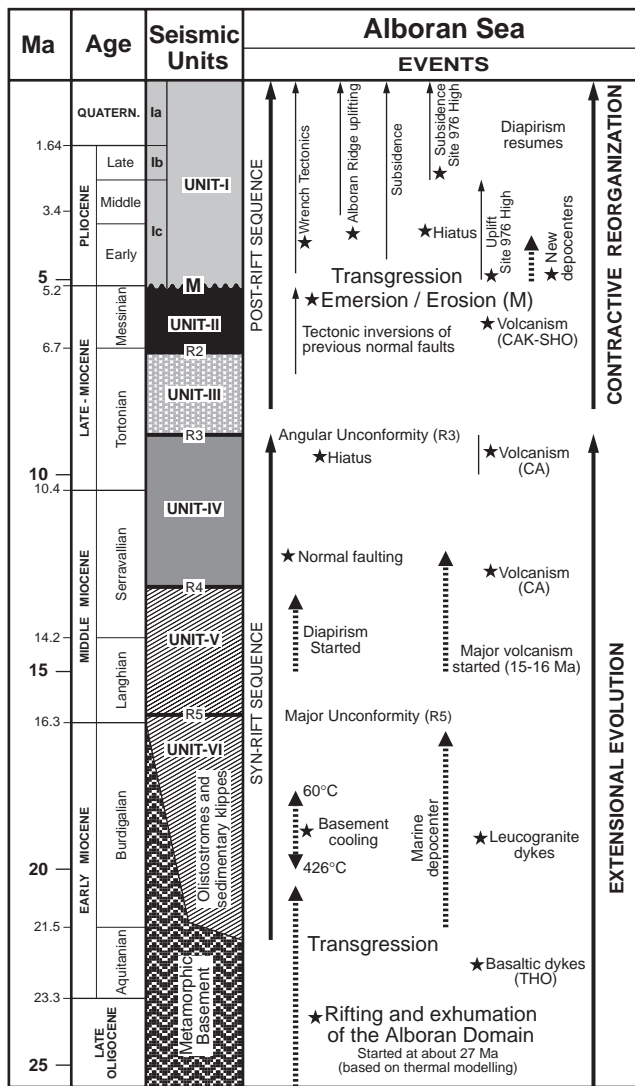 Ma
Age
Seismic
Units
Alboran Sea
EVENTS
QUATERN.
1.64
PLIOCENE
Late
Middle
3.4
Early
5
5.2
LATE - MIOCENE
Messinian
6.7
Tortonian
10
10.4
MIDDLE MIOCENE
Serravallian
14.2
15
Langhian
16.3
EARLY MIOCENE
Burdigalian
20
21.5
Aquitanian
23.3
LATE
OLIGOCENE
25
Ia
Ib
UNIT-I
Ic
M
UNIT-II
R2
UNIT-III
R3
UNIT-IV
R4
UNIT-V
R5
UNIT-VI
Olistostromes and
sedimentary klippes
Metamorphic
Basement
POST-RIFT SEQUENCE
SYN-RIFT SEQUENCE
Wrench Tectonics
Alboran Ridge uplifting
Subsidence
Subsidence
Site 976 High
Diapirism
resumes
Hiatus
Uplift
Site 976 High
New
depocenters
Transgression
Emersion / Erosion (M)
Tectonic inversions of
previous normal faults
Volcanism
(CAK-SHO)
Angular Unconformity (R3)
Hiatus
Volcanism
(CA)
Normal faulting
Volcanism
(CA)
Diapirism
Started
Major volcanism
started (15-16 Ma)
Major Unconformity (R5)
60°C
Basement
cooling
426°C
Marine
depocenter
Leucogranite
dykes
Transgression
Basaltic dykes
(THO)
Rifting and exhumation
of the Alboran Domain
Started at about 27 Ma
(based on thermal modelling)
CONTRACTIVE REORGANIZATION
EXTENSIONAL EVOLUTION